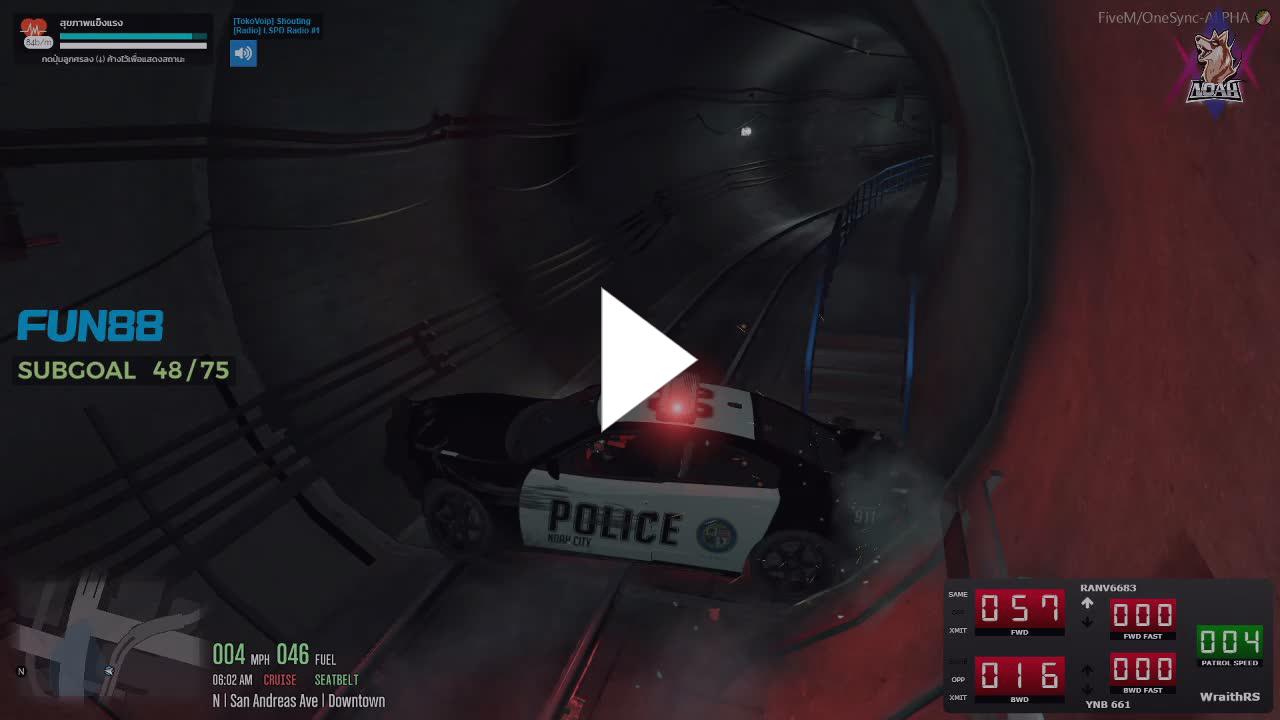 สุขภาพแข็งแรง
84b/m
กดปุ่มลูกศรลง (↓) ค้างไว้เพื่อแสดงสถานะ
[TokoVoip] Shouting
[Radio] LSPD Radio #1
FiveM/OneSync-ALPHA
NOAH
FUN88
SUBGOAL 48/75
POLICE
NOAH CITY
911
004 MPH 046 FUEL
06:02 AM CRUISE SEATBELT
N | San Andreas Ave | Downtown
N
RANV6683
SAME
OPP
XMIT
057
FWD
000
FWD FAST
004
PATROL SPEED
SAME
OPP
XMIT
016
BWD
000
BWD FAST
YNB 661
WraithRS